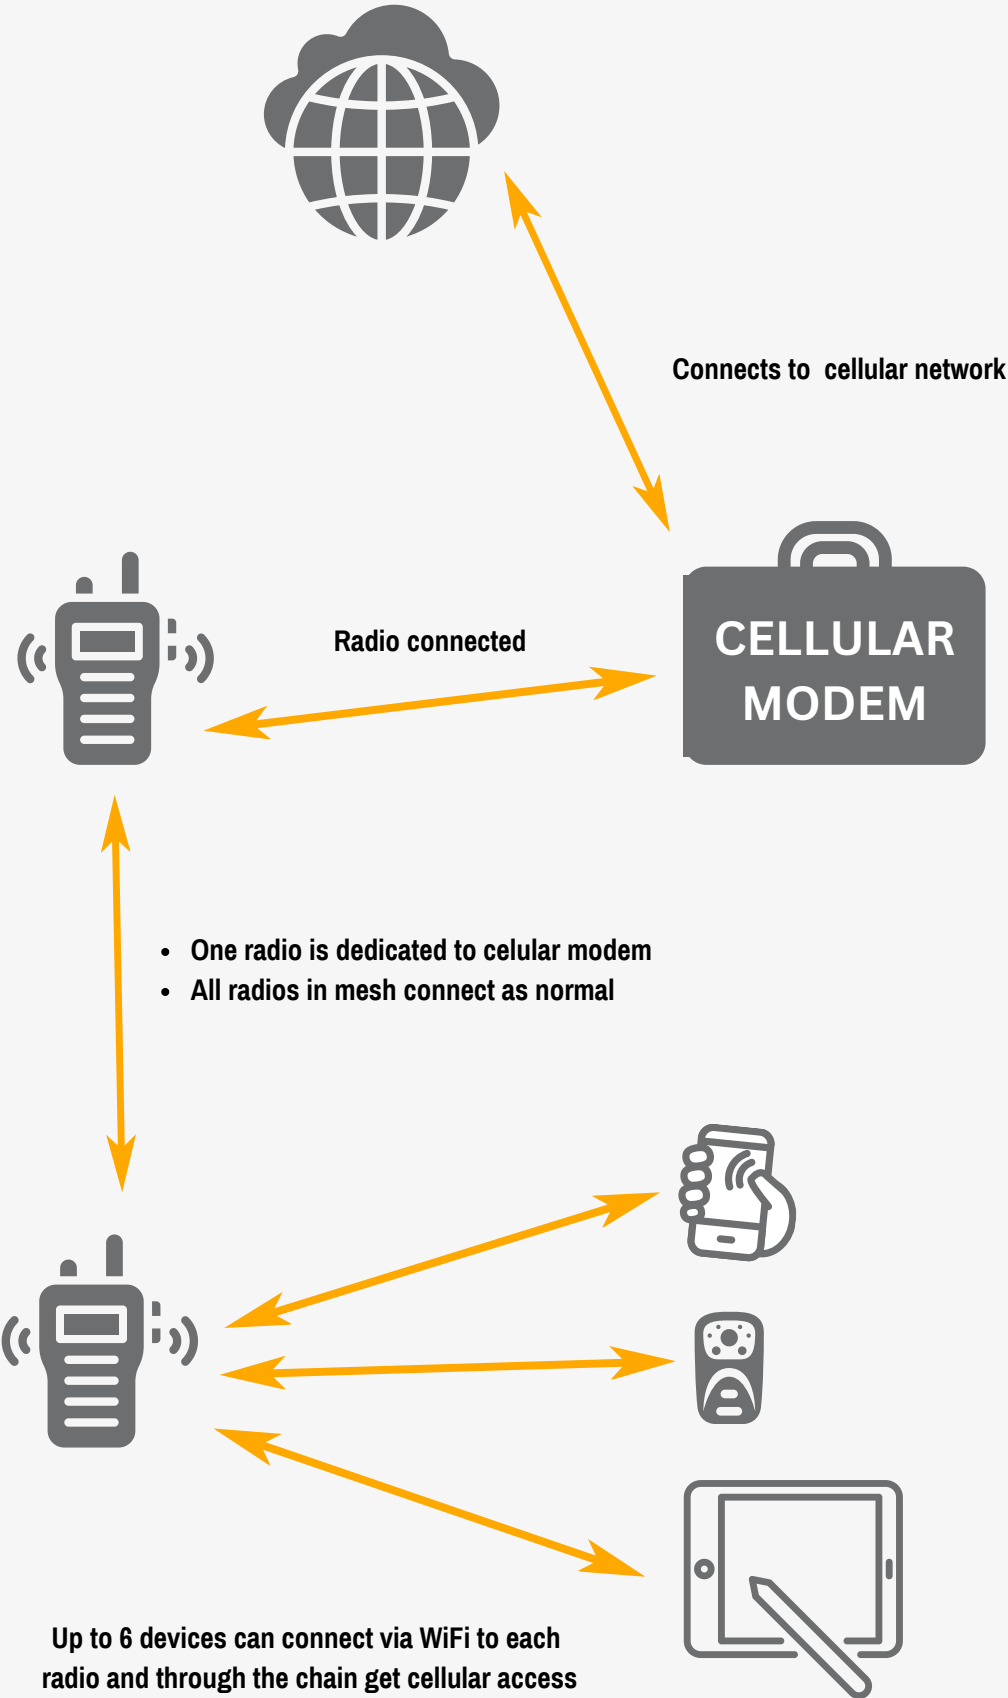 Connects to  cellular network
CELLULAR
MODEM
Radio connected
• One radio is dedicated to celular modem
• All radios in mesh connect as normal
Up to 6 devices can connect via WiFi to each
radio and through the chain get cellular access